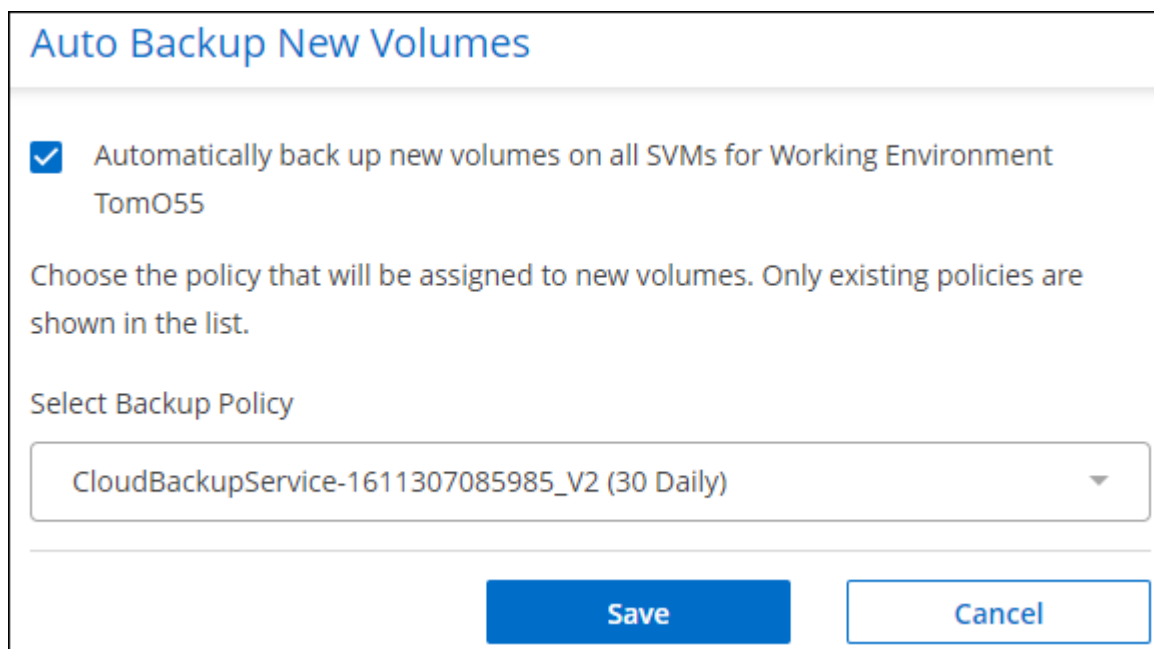 Auto Backup New Volumes
Automatically back up new volumes on all SVMs for Working Environment
TomO55
Choose the policy that will be assigned to new volumes. Only existing policies are
shown in the list.
Select Backup Policy
CloudBackupService-1611307085985_V2 (30 Daily)
Save
Cancel